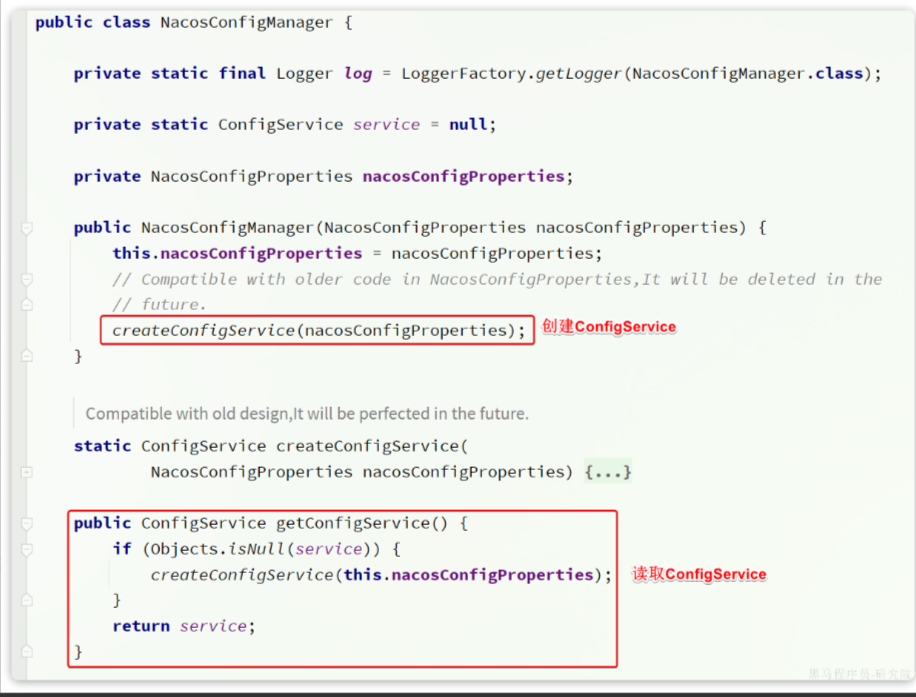 public class NacosConfigManager {
private static final Logger log = LoggerFactory.getLogger(NacosConfigManager.class);
private static ConfigService service = null;
private NacosConfigProperties nacosConfigProperties;
public NacosConfigManager(NacosConfigProperties nacosConfigProperties) {
this.nacosConfigProperties = nacosConfigProperties;
// Compatible with older code in NacosConfigProperties,It will be deleted in the
// future.
createConfigService(nacosConfigProperties); 创建ConfigService
}
Compatible with old design,It will be perfected in the future.
static ConfigService createConfigService(
NacosConfigProperties nacosConfigProperties) {...}
public ConfigService getConfigService() {
if (Objects.isNull(service)) {
createConfigService(this.nacosConfigProperties); 读取ConfigService
}
return service;
}
黑马程序员-研究院